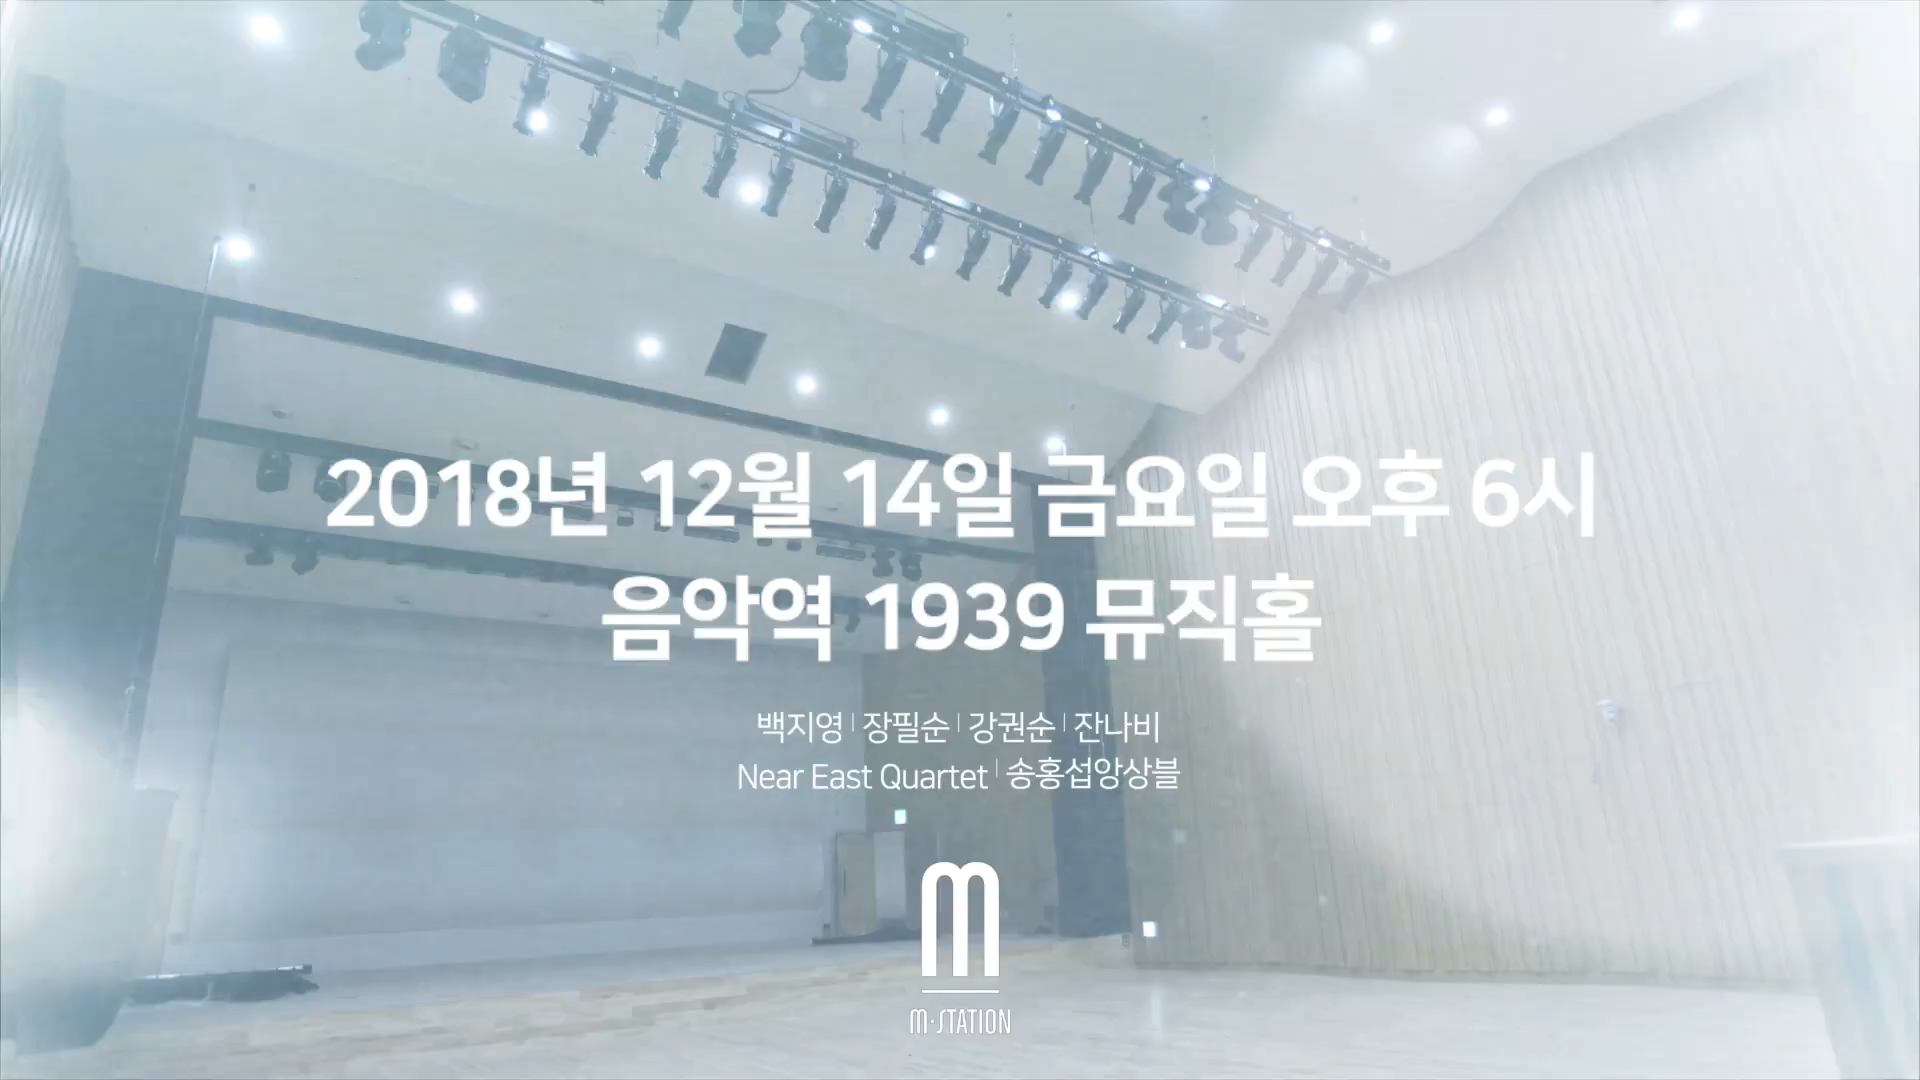 2018년 12월 14일 금요일 오후 6시
음악역 1939 뮤직홀
백지영 | 장필순 | 강권순 | 잔나비
Near East Quartet | 송홍섭앙상블
m
M·STATION